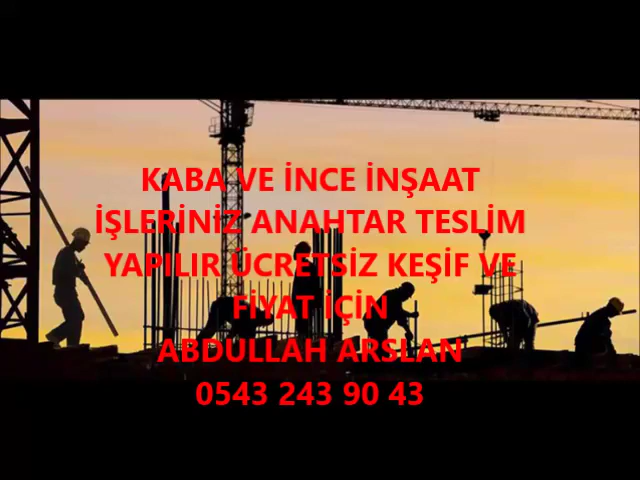 KABA VE İNCE İNŞAAT
İŞLERİNİZ ANAHTAR TESLİM
YAPILIR ÜCRETSİZ KEŞİF VE
FİYAT İÇİN
ABDULLAH ARSLAN
0543 243 90 43